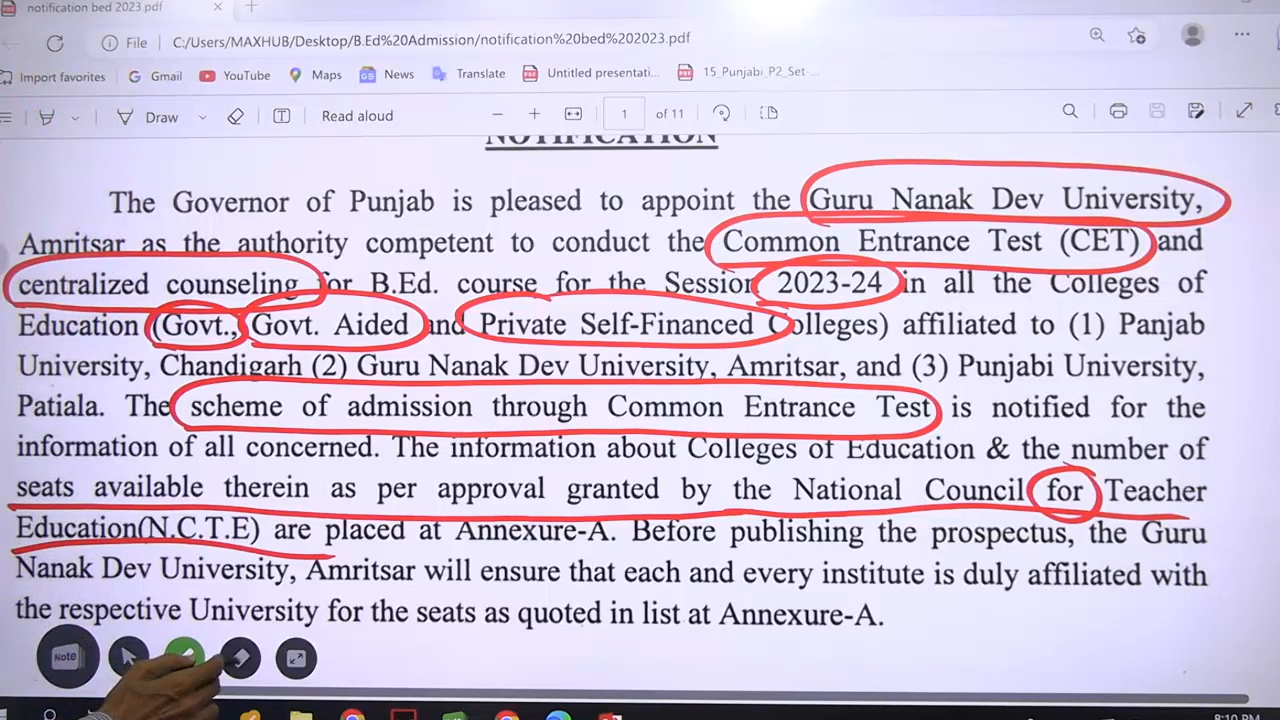 notification bed 2023.pdf
File C:/Users/MAXHUB/Desktop/B.Ed%20Admission/notification%20bed%202023.pdf
Import favorites Gmail YouTube Maps News Translate Untitled presentati... 15_Punjabi_P2_Set-...
Draw Read aloud 1 of 11
NOTIFICATION
The Governor of Punjab is pleased to appoint the Guru Nanak Dev University,
Amritsar as the authority competent to conduct the Common Entrance Test (CET) and
centralized counseling for B.Ed. course for the Session 2023-24 in all the Colleges of
Education (Govt., Govt. Aided and Private Self-Financed Colleges) affiliated to (1) Panjab
University, Chandigarh (2) Guru Nanak Dev University, Amritsar, and (3) Punjabi University,
Patiala. The scheme of admission through Common Entrance Test is notified for the
information of all concerned. The information about Colleges of Education & the number of
seats available therein as per approval granted by the National Council for Teacher
Education(N.C.T.E) are placed at Annexure-A. Before publishing the prospectus, the Guru
Nanak Dev University, Amritsar will ensure that each and every institute is duly affiliated with
the respective University for the seats as quoted in list at Annexure-A.
Note
8:10 PM